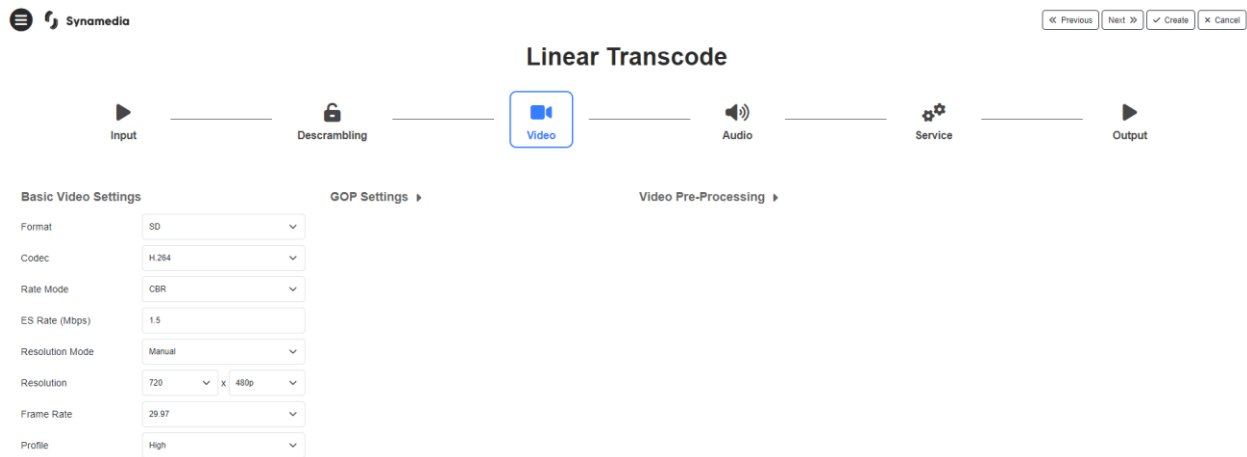 Synamedia
Previous Next Create Cancel
Linear Transcode
Input Descrambling Video Audio Service Output
Basic Video Settings GOP Settings Video Pre-Processing
Format SD
Codec H.264
Rate Mode CBR
ES Rate (Mbps) 1.5
Resolution Mode Manual
Resolution 720 x 480p
Frame Rate 29.97
Profile High